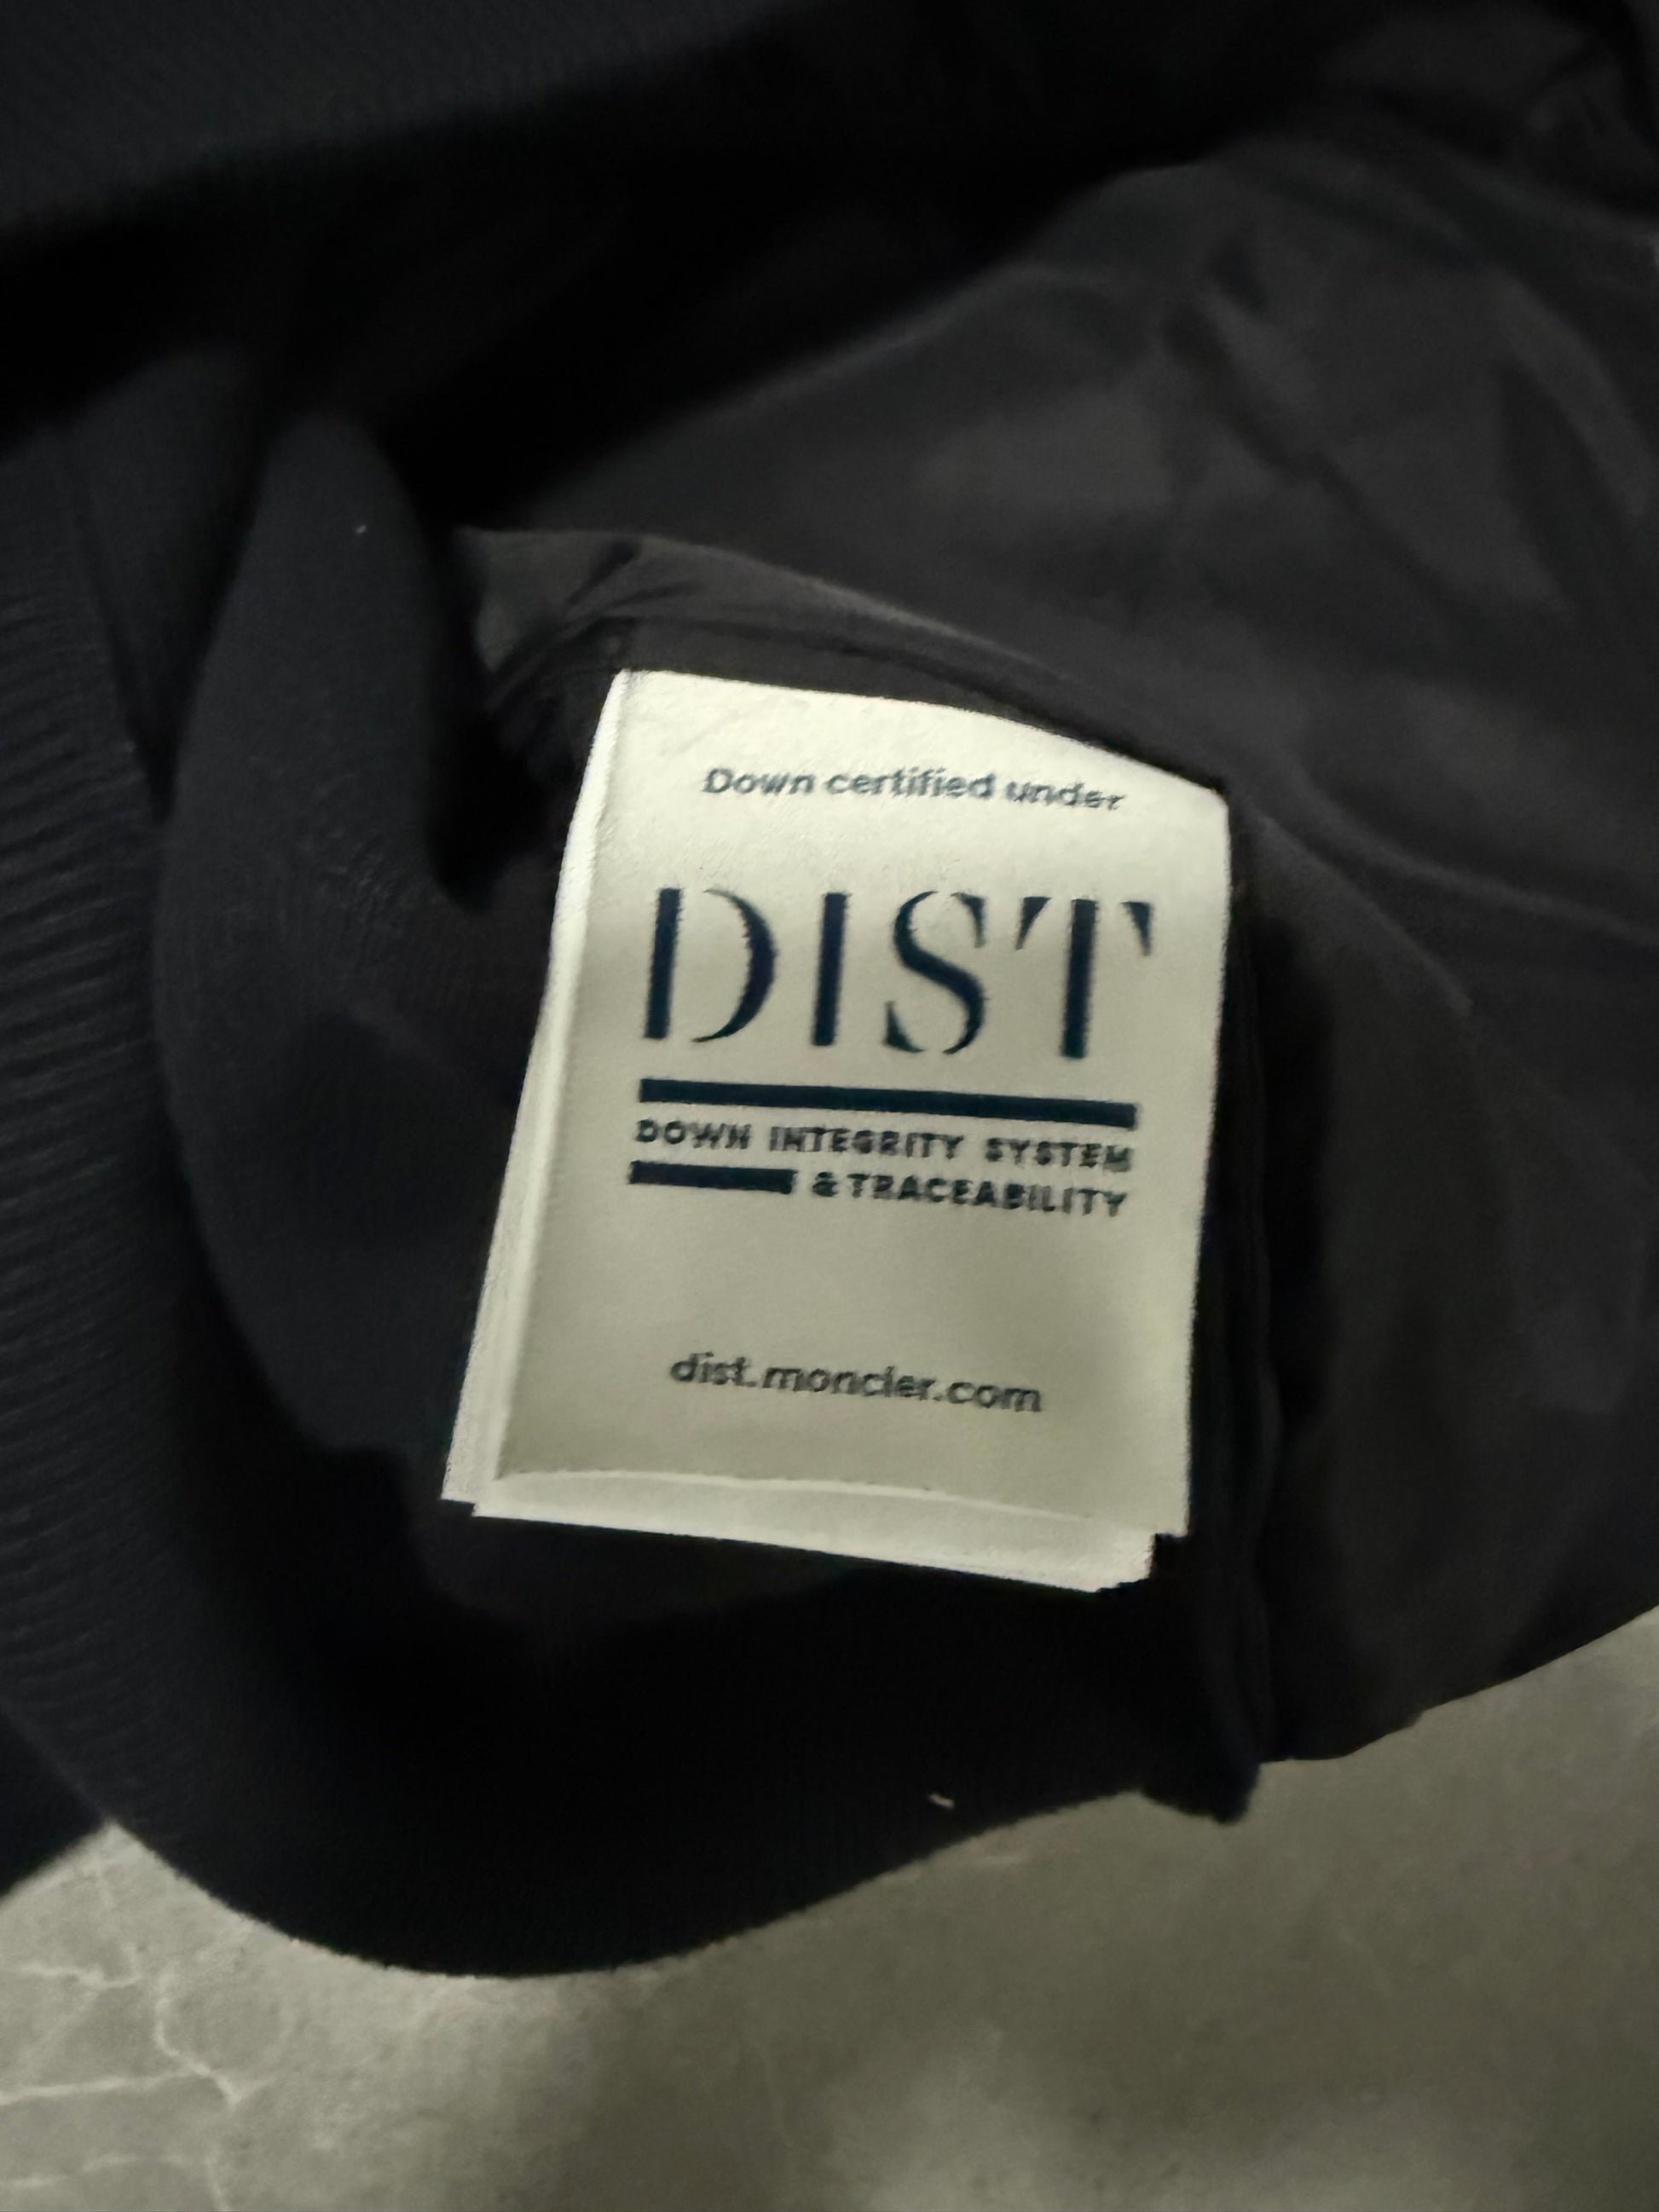 Down certified under
DIST
DOWN INTEGRITY SYSTEM
& TRACEABILITY
dist.moncler.com